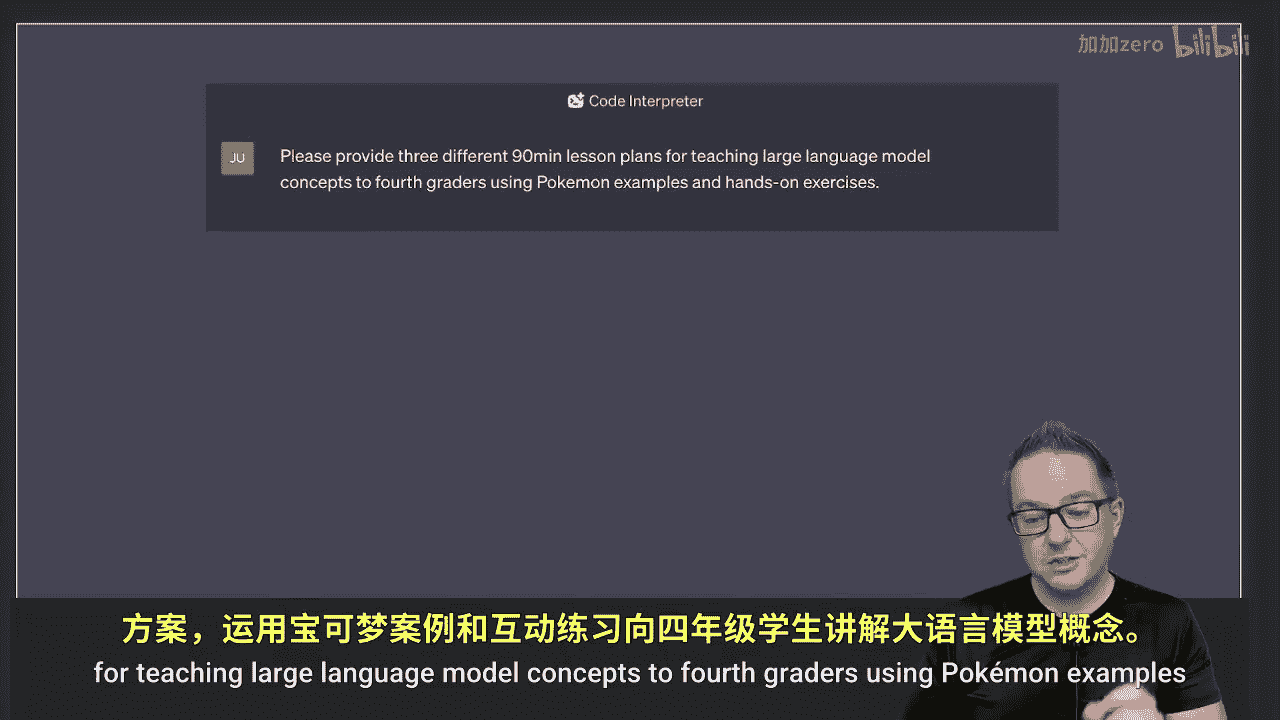 加加zero bilibili
Code Interpreter
JU
Please provide three different 90min lesson plans for teaching large language model
concepts to fourth graders using Pokemon examples and hands-on exercises.
方案，运用宝可梦案例和互动练习向四年级学生讲解大语言模型概念。
for teaching large language model concepts to fourth graders using Pokémon examples